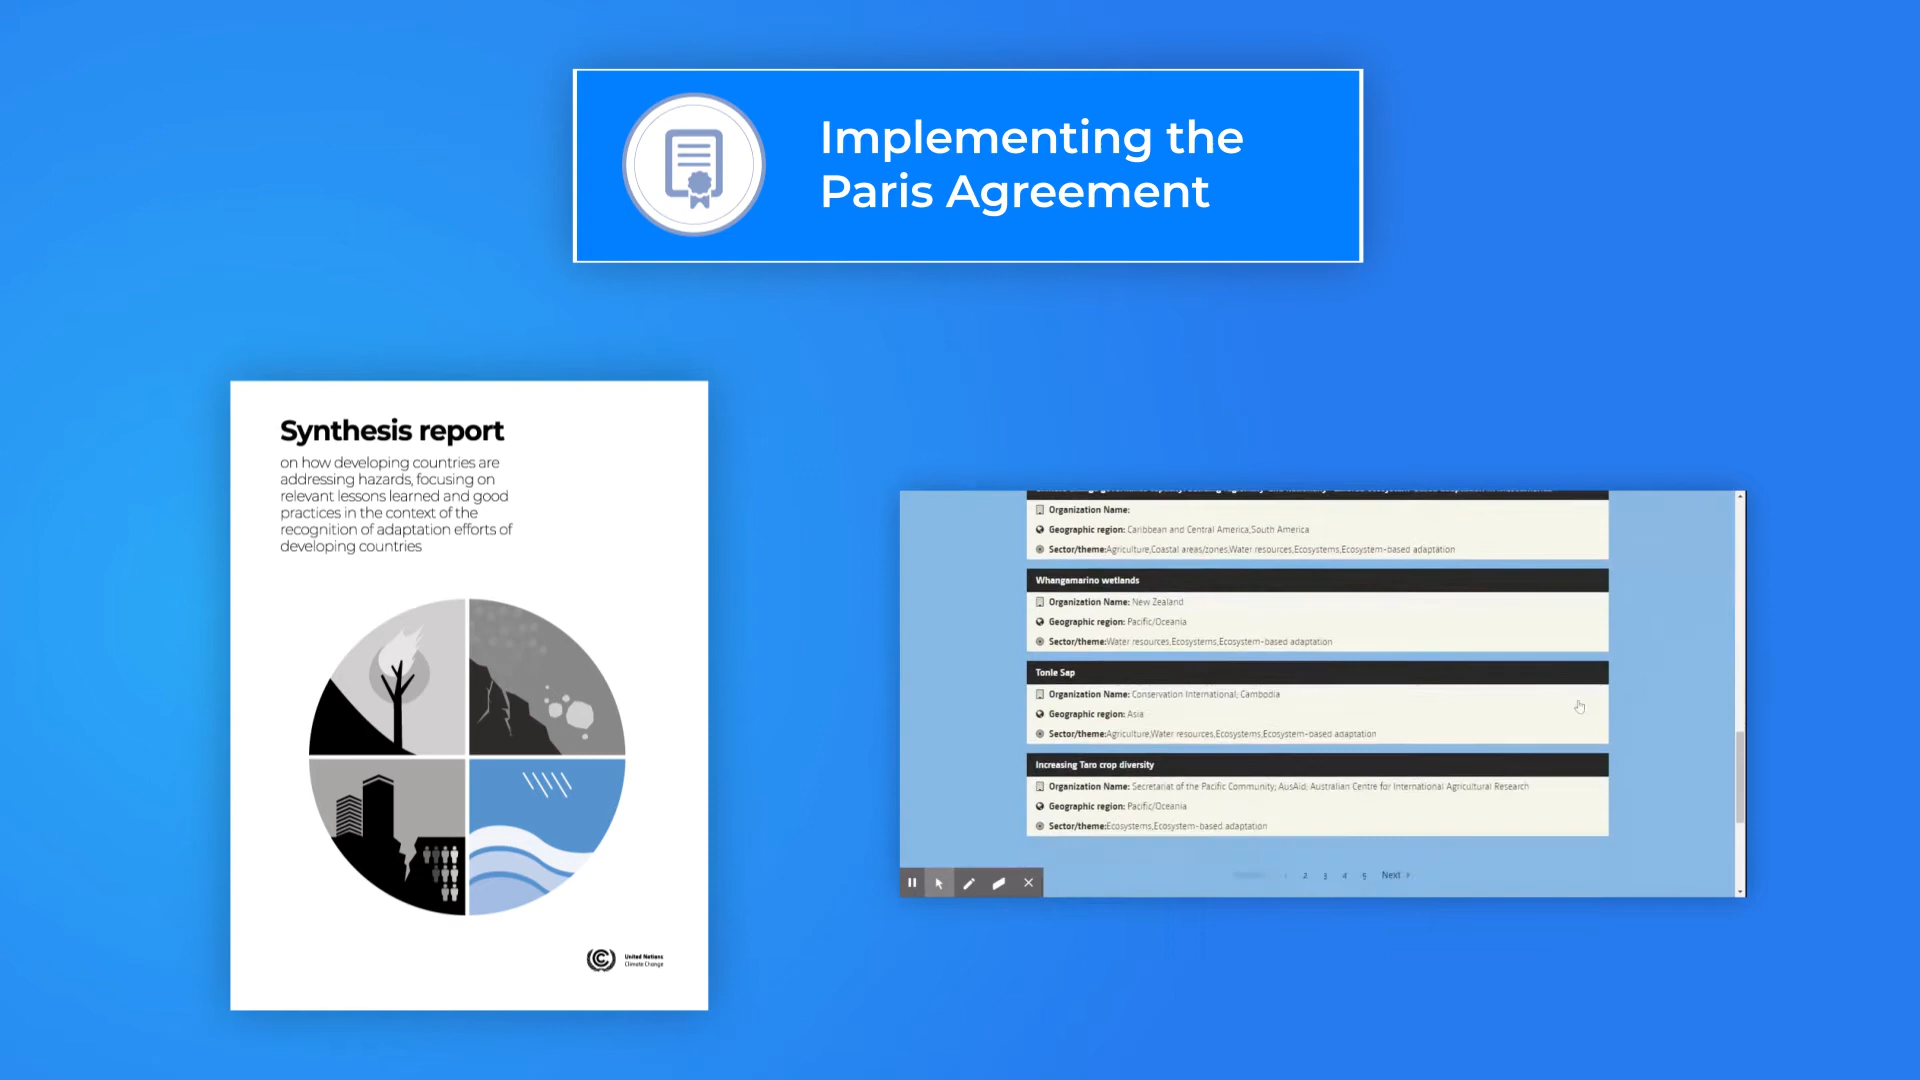 Implementing the
Paris Agreement
Synthesis report
on how developing countries are
addressing hazards, focusing on
relevant lessons learned and good
practices in the context of the
recognition of adaptation efforts of
developing countries
United Nations
Climate Change
Organization Name:
Geographic region: Caribbean and Central America,South America
Sector/theme:Agriculture,Coastal areas/zones,Water resources,Ecosystems,Ecosystem-based adaptation
Whangamarino wetlands
Organization Name: New Zealand
Geographic region: Pacific/Oceania
Sector/theme:Water resources,Ecosystems,Ecosystem-based adaptation
Tonle Sap
Organization Name: Conservation International; Cambodia
Geographic region: Asia
Sector/theme:Agriculture,Water resources,Ecosystems,Ecosystem-based adaptation
Increasing Taro crop diversity
Organization Name: Secretariat of the Pacific Community; AusAid; Australian Centre for International Agricultural Research
Geographic region: Pacific/Oceania
Sector/theme:Ecosystems,Ecosystem-based adaptation
2 3 4 5 Next ›